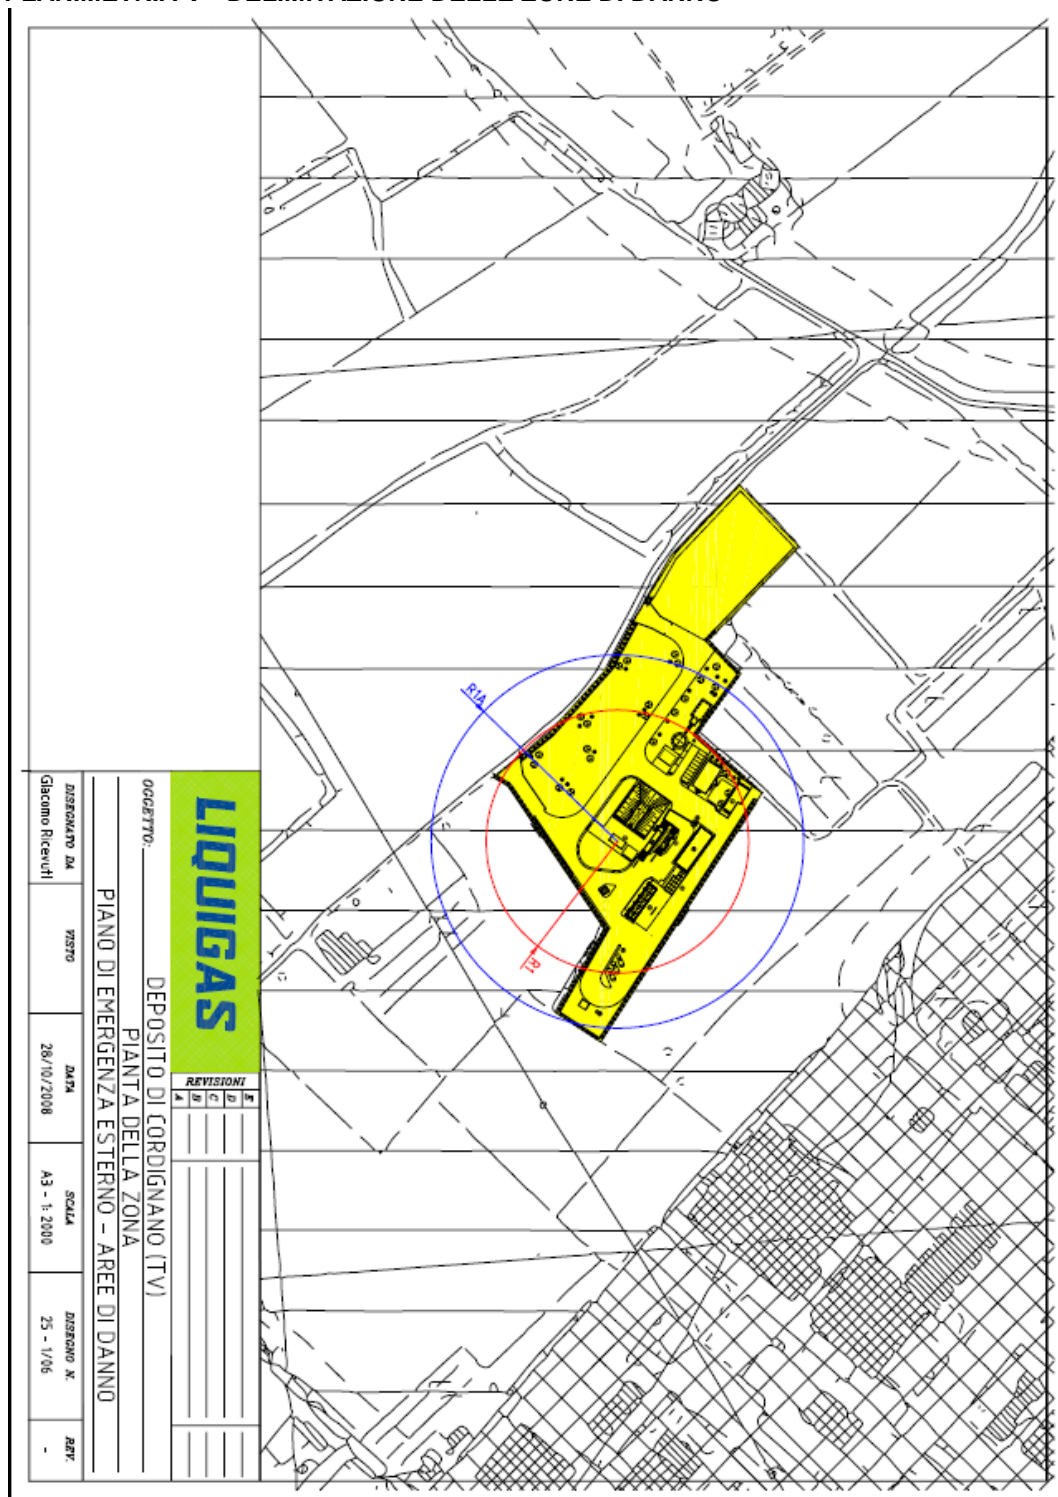 R1A
R1
LIQUIGAS
REVISIONI
A
B
C
D
E
OGGETTO:
DEPOSITO DI CORDIGNANO (TV)
PIANTA DELLA ZONA
PIANO DI EMERGENZA ESTERNO - AREE DI DANNO
DISEGNATO DA
VISTO
DATA
SCALA
DISEGNO N.
REV.
Giacomo Ricevuti
28/10/2008
A3 - 1: 2000
25 - 1/06
-